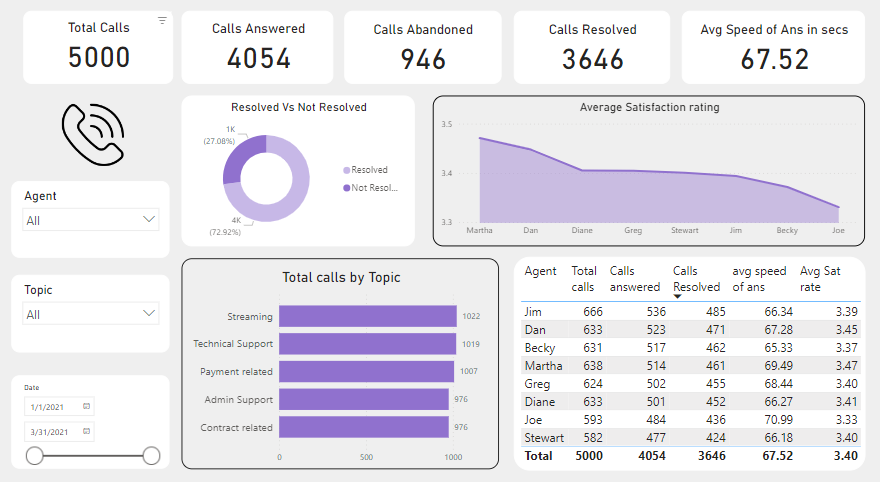 Total Calls
5000
Calls Answered
4054
Calls Abandoned
946
Calls Resolved
3646
Avg Speed of Ans in secs
67.52
Agent
All
Topic
All
Date
1/1/2021
3/31/2021
Resolved Vs Not Resolved
1K
(27.08%)
4K
(72.92%)
Resolved
Not Resol...
Average Satisfaction rating
3.5
3.4
3.3
Martha Dan Diane Greg Stewart Jim Becky Joe
Total calls by Topic
Streaming 1022
Technical Support 1019
Payment related 1007
Admin Support 976
Contract related 976
0 500 1000
Agent Total calls Calls answered Calls Resolved avg speed of ans Avg Sat rate
Jim 666 536 485 66.34 3.39
Dan 633 523 471 67.28 3.45
Becky 631 517 462 65.33 3.37
Martha 638 514 461 69.49 3.47
Greg 624 502 455 68.44 3.40
Diane 633 501 452 66.27 3.41
Joe 593 484 436 70.99 3.33
Stewart 582 477 424 66.18 3.40
Total 5000 4054 3646 67.52 3.40